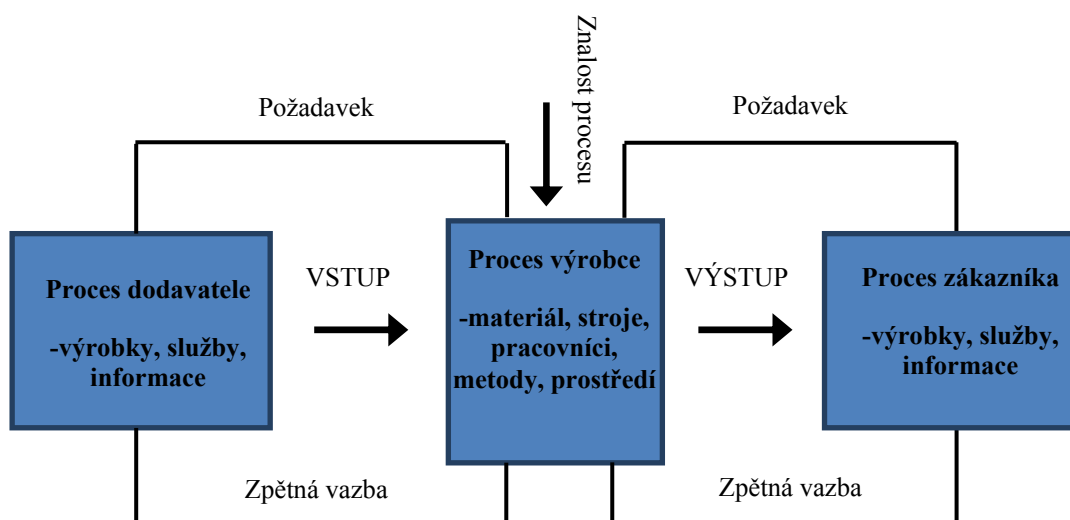 Znalost procesu
Požadavek
Požadavek
Proces dodavatele
-výrobky, služby,
informace
VSTUP
Proces výrobce
-materiál, stroje,
pracovníci,
metody, prostředí
VÝSTUP
Proces zákazníka
-výrobky, služby,
informace
Zpětná vazba
Zpětná vazba